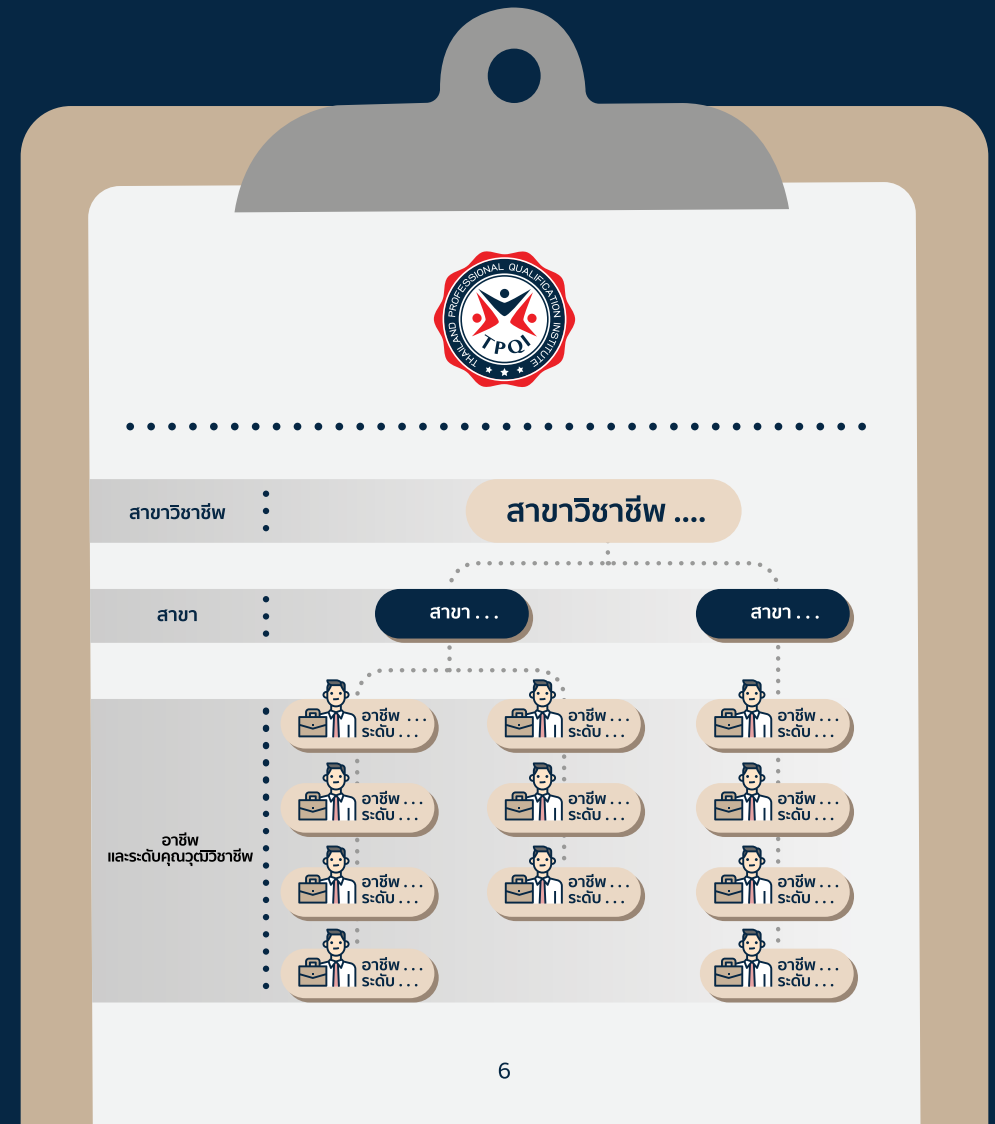 THAILAND PROFESSIONAL QUALIFICATION INSTITUTE
TPQI
สาขาวิชาชีพ
สาขาวิชาชีพ ....
สาขา
สาขา ...
สาขา ...
อาชีพ
และระดับคุณวุฒิวิชาชีพ
อาชีพ ...
ระดับ ...
อาชีพ ...
ระดับ ...
อาชีพ ...
ระดับ ...
อาชีพ ...
ระดับ ...
อาชีพ ...
ระดับ ...
อาชีพ ...
ระดับ ...
อาชีพ ...
ระดับ ...
อาชีพ ...
ระดับ ...
อาชีพ ...
ระดับ ...
อาชีพ ...
ระดับ ...
อาชีพ ...
ระดับ ...
6